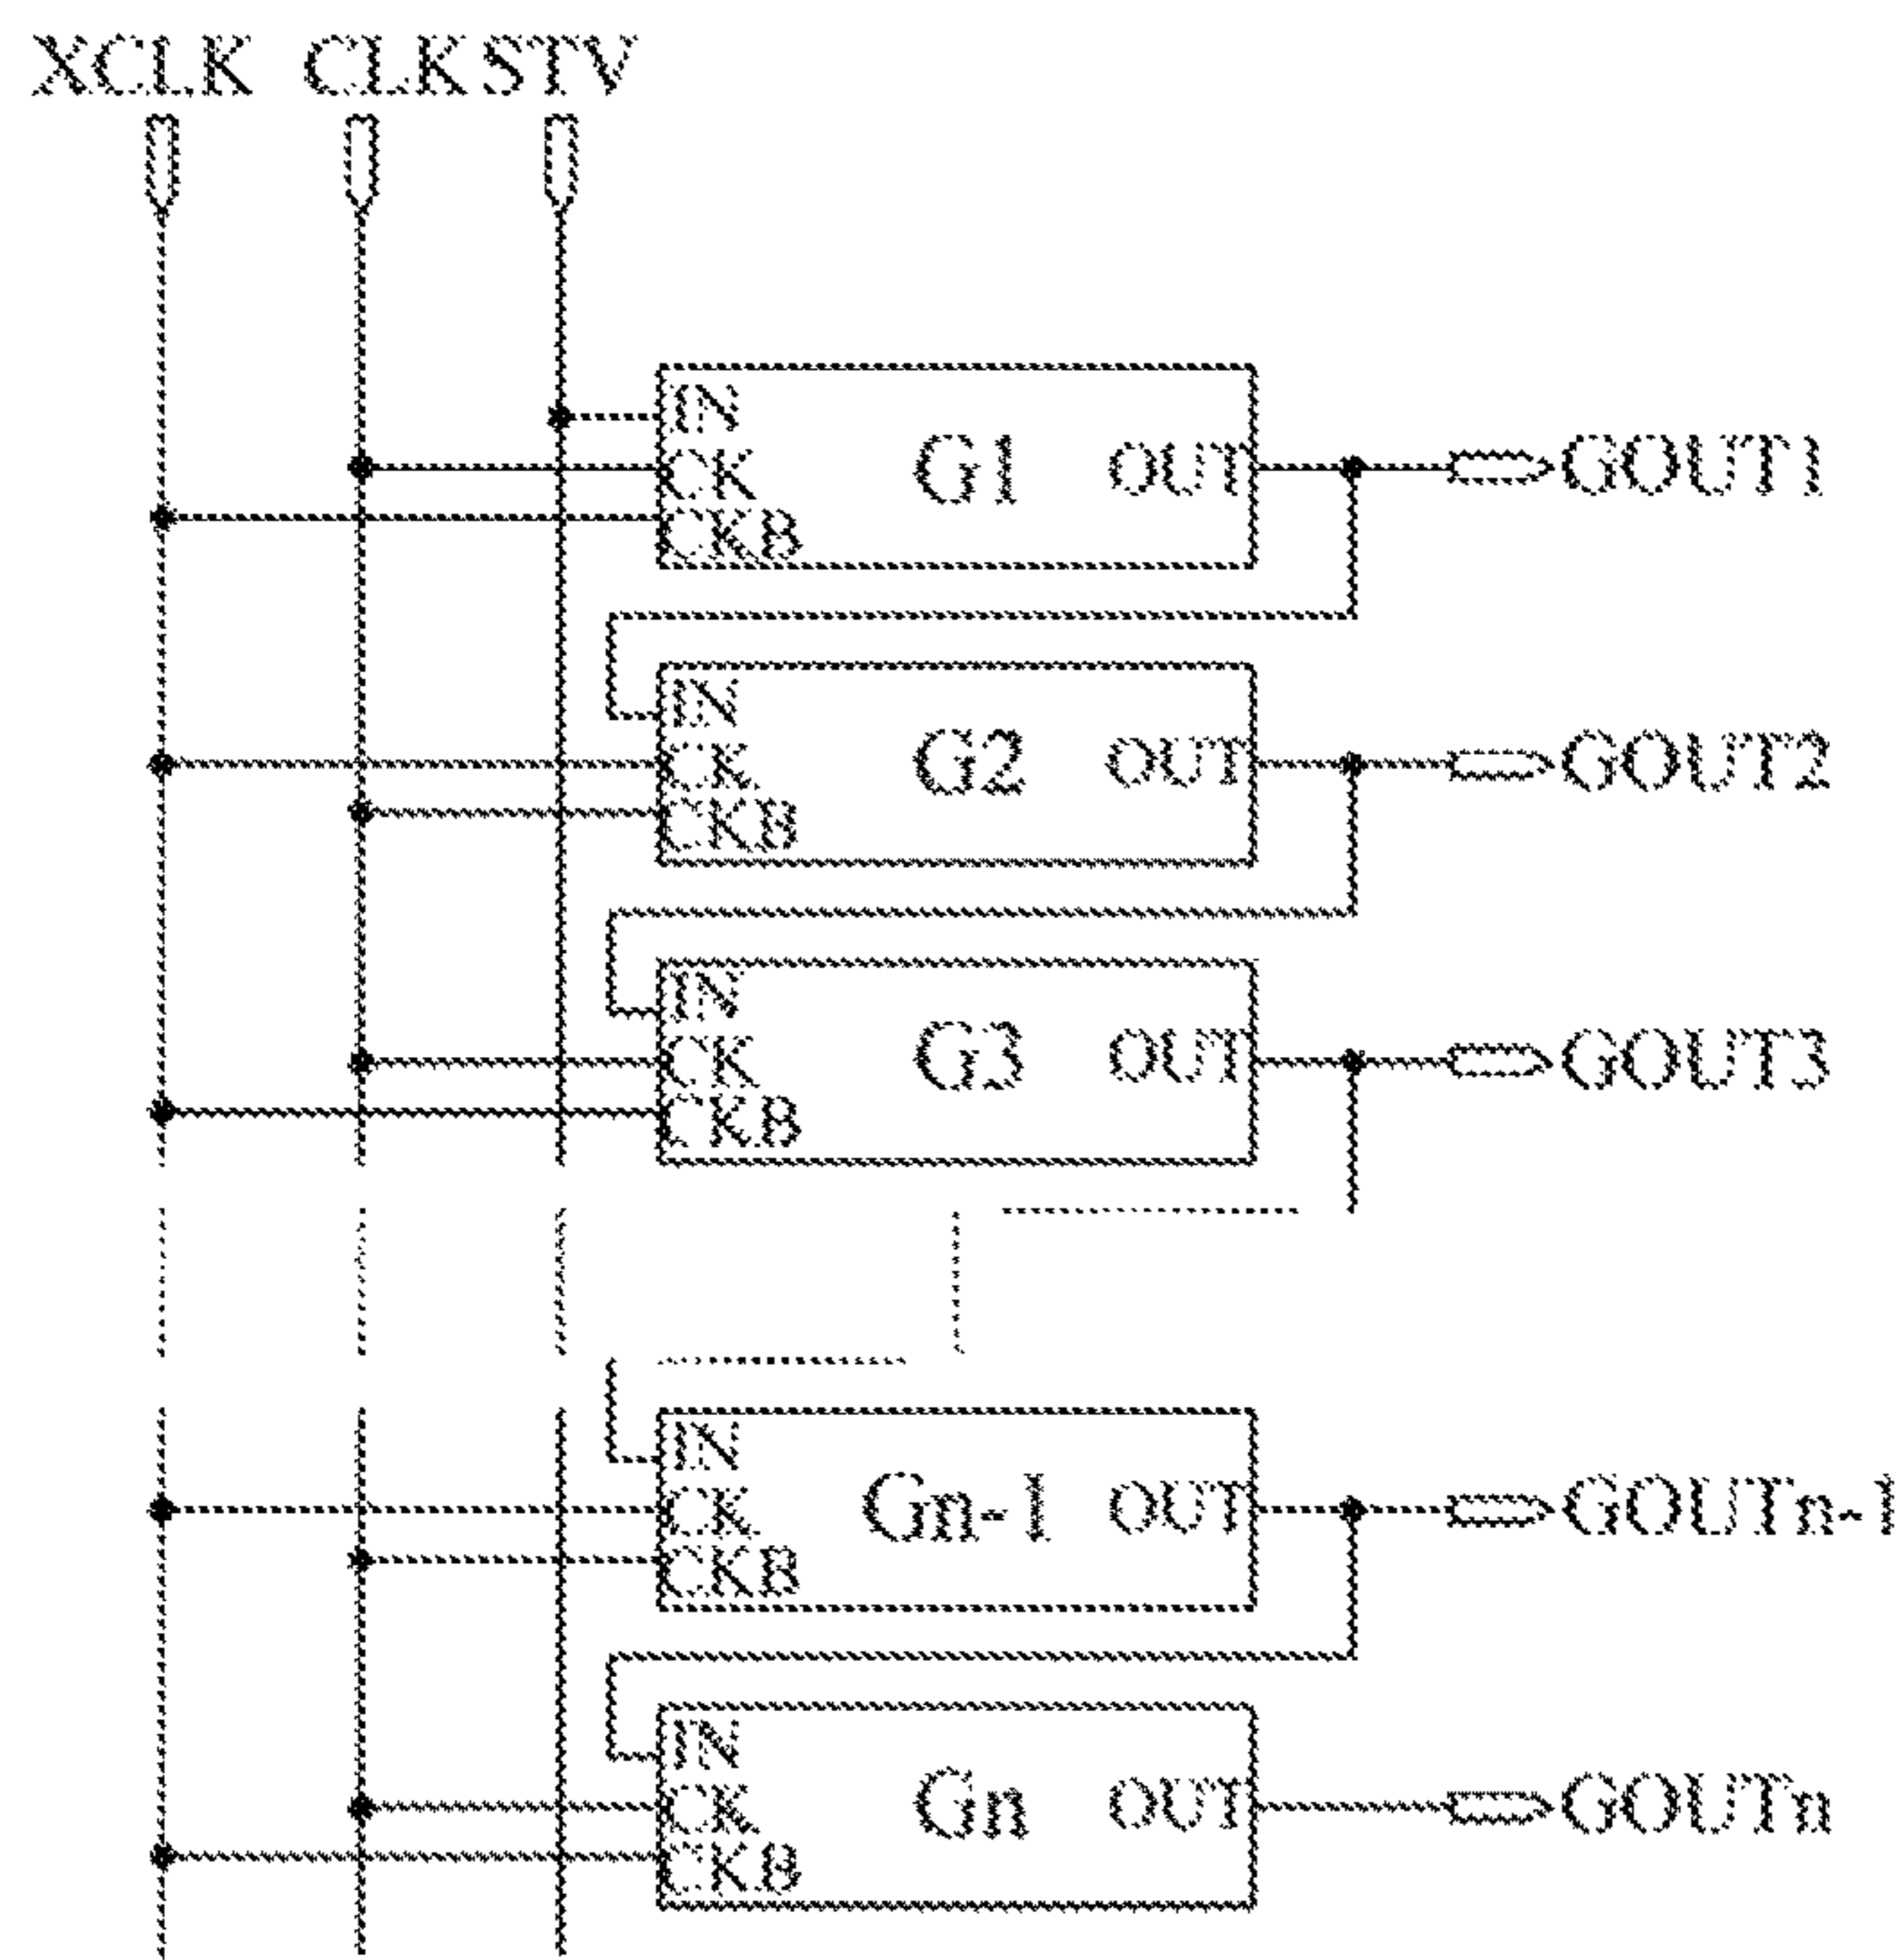 XCLK CLK STV
IN
CK G1 OUT GOUT1
CKB
IN
CK G2 OUT GOUT2
CKB
IN
CK G3 OUT GOUT3
CKB
IN
CK Gn-1 OUT GOUTn-1
CKB
IN
CK Gn OUT GOUTn
CKB